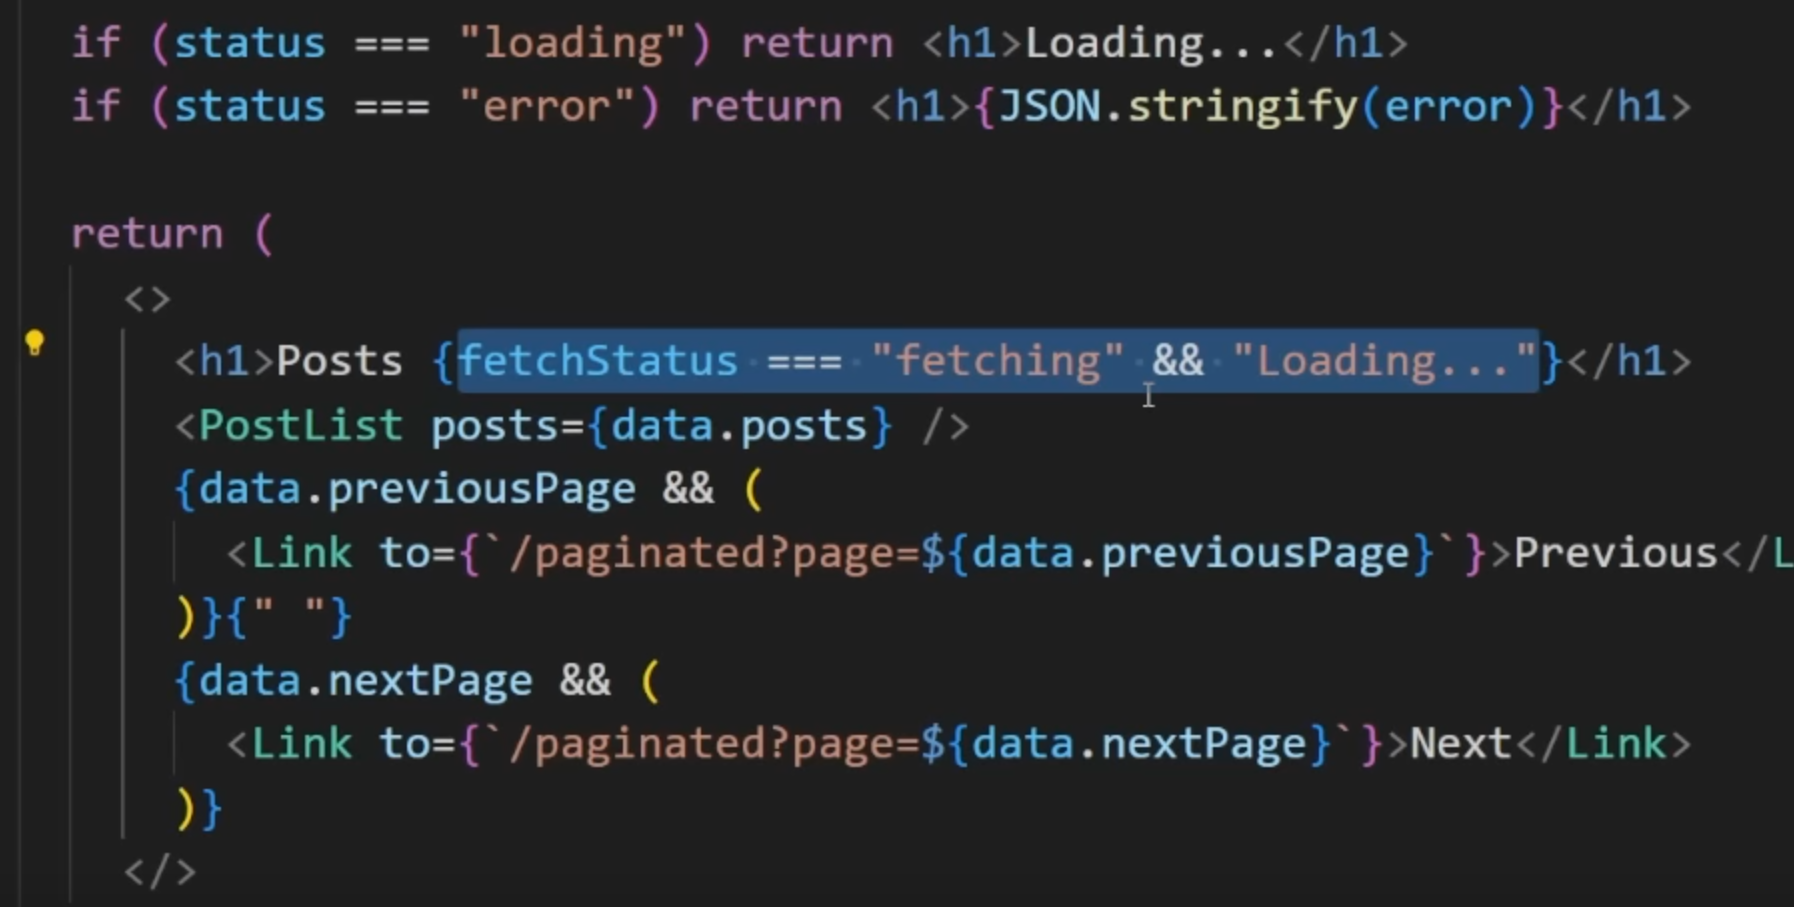 if (status === "loading") return <h1>Loading...</h1>
if (status === "error") return <h1>{JSON.stringify(error)}</h1>
return (
<>
<h1>Posts {fetchStatus === "fetching" && "Loading..."}</h1>
<PostList posts={data.posts} />
{data.previousPage && (
<Link to={`/paginated?page=${data.previousPage}`}>Previous</L
)}{" "}
{data.nextPage && (
<Link to={`/paginated?page=${data.nextPage}`}>Next</Link>
)}
</>